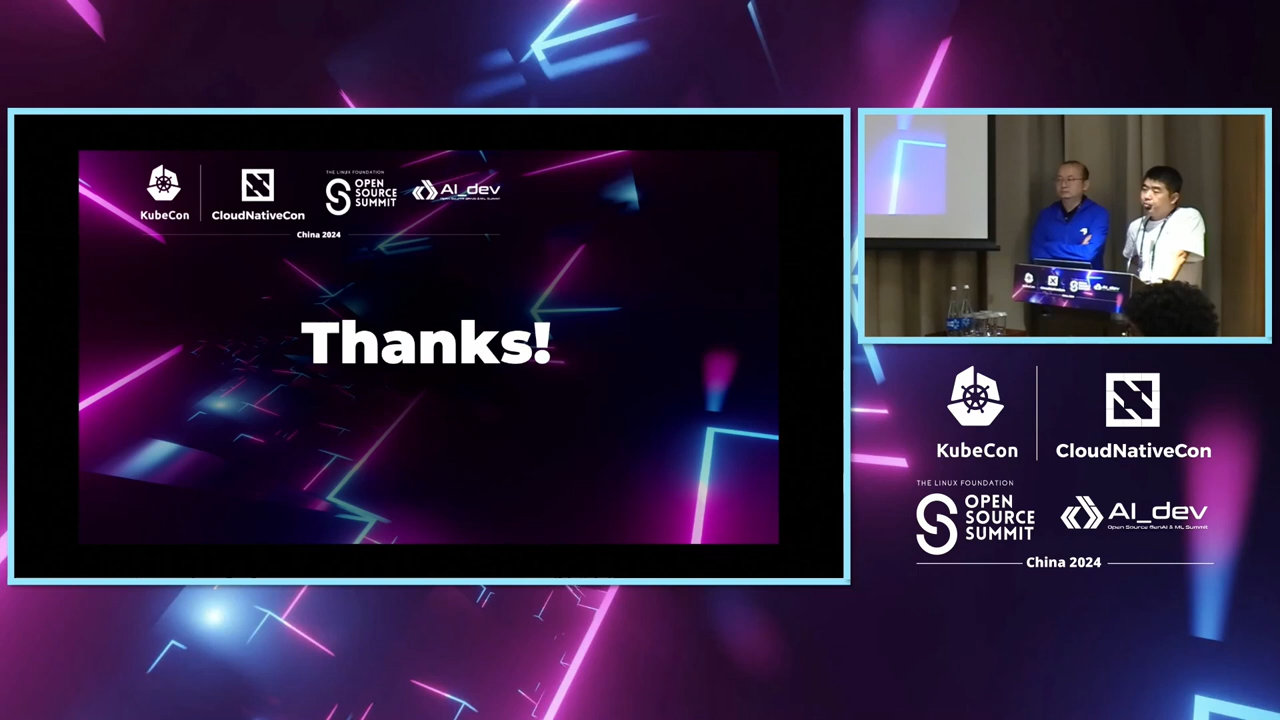 KubeCon
CloudNativeCon
THE LINUX FOUNDATION
OPEN
SOURCE
SUMMIT
AI_dev
China 2024
Thanks!
KubeCon
CloudNativeCon
THE LINUX FOUNDATION
OPEN
SOURCE
SUMMIT
AI_dev
Open Source GenAI & ML Summit
China 2024